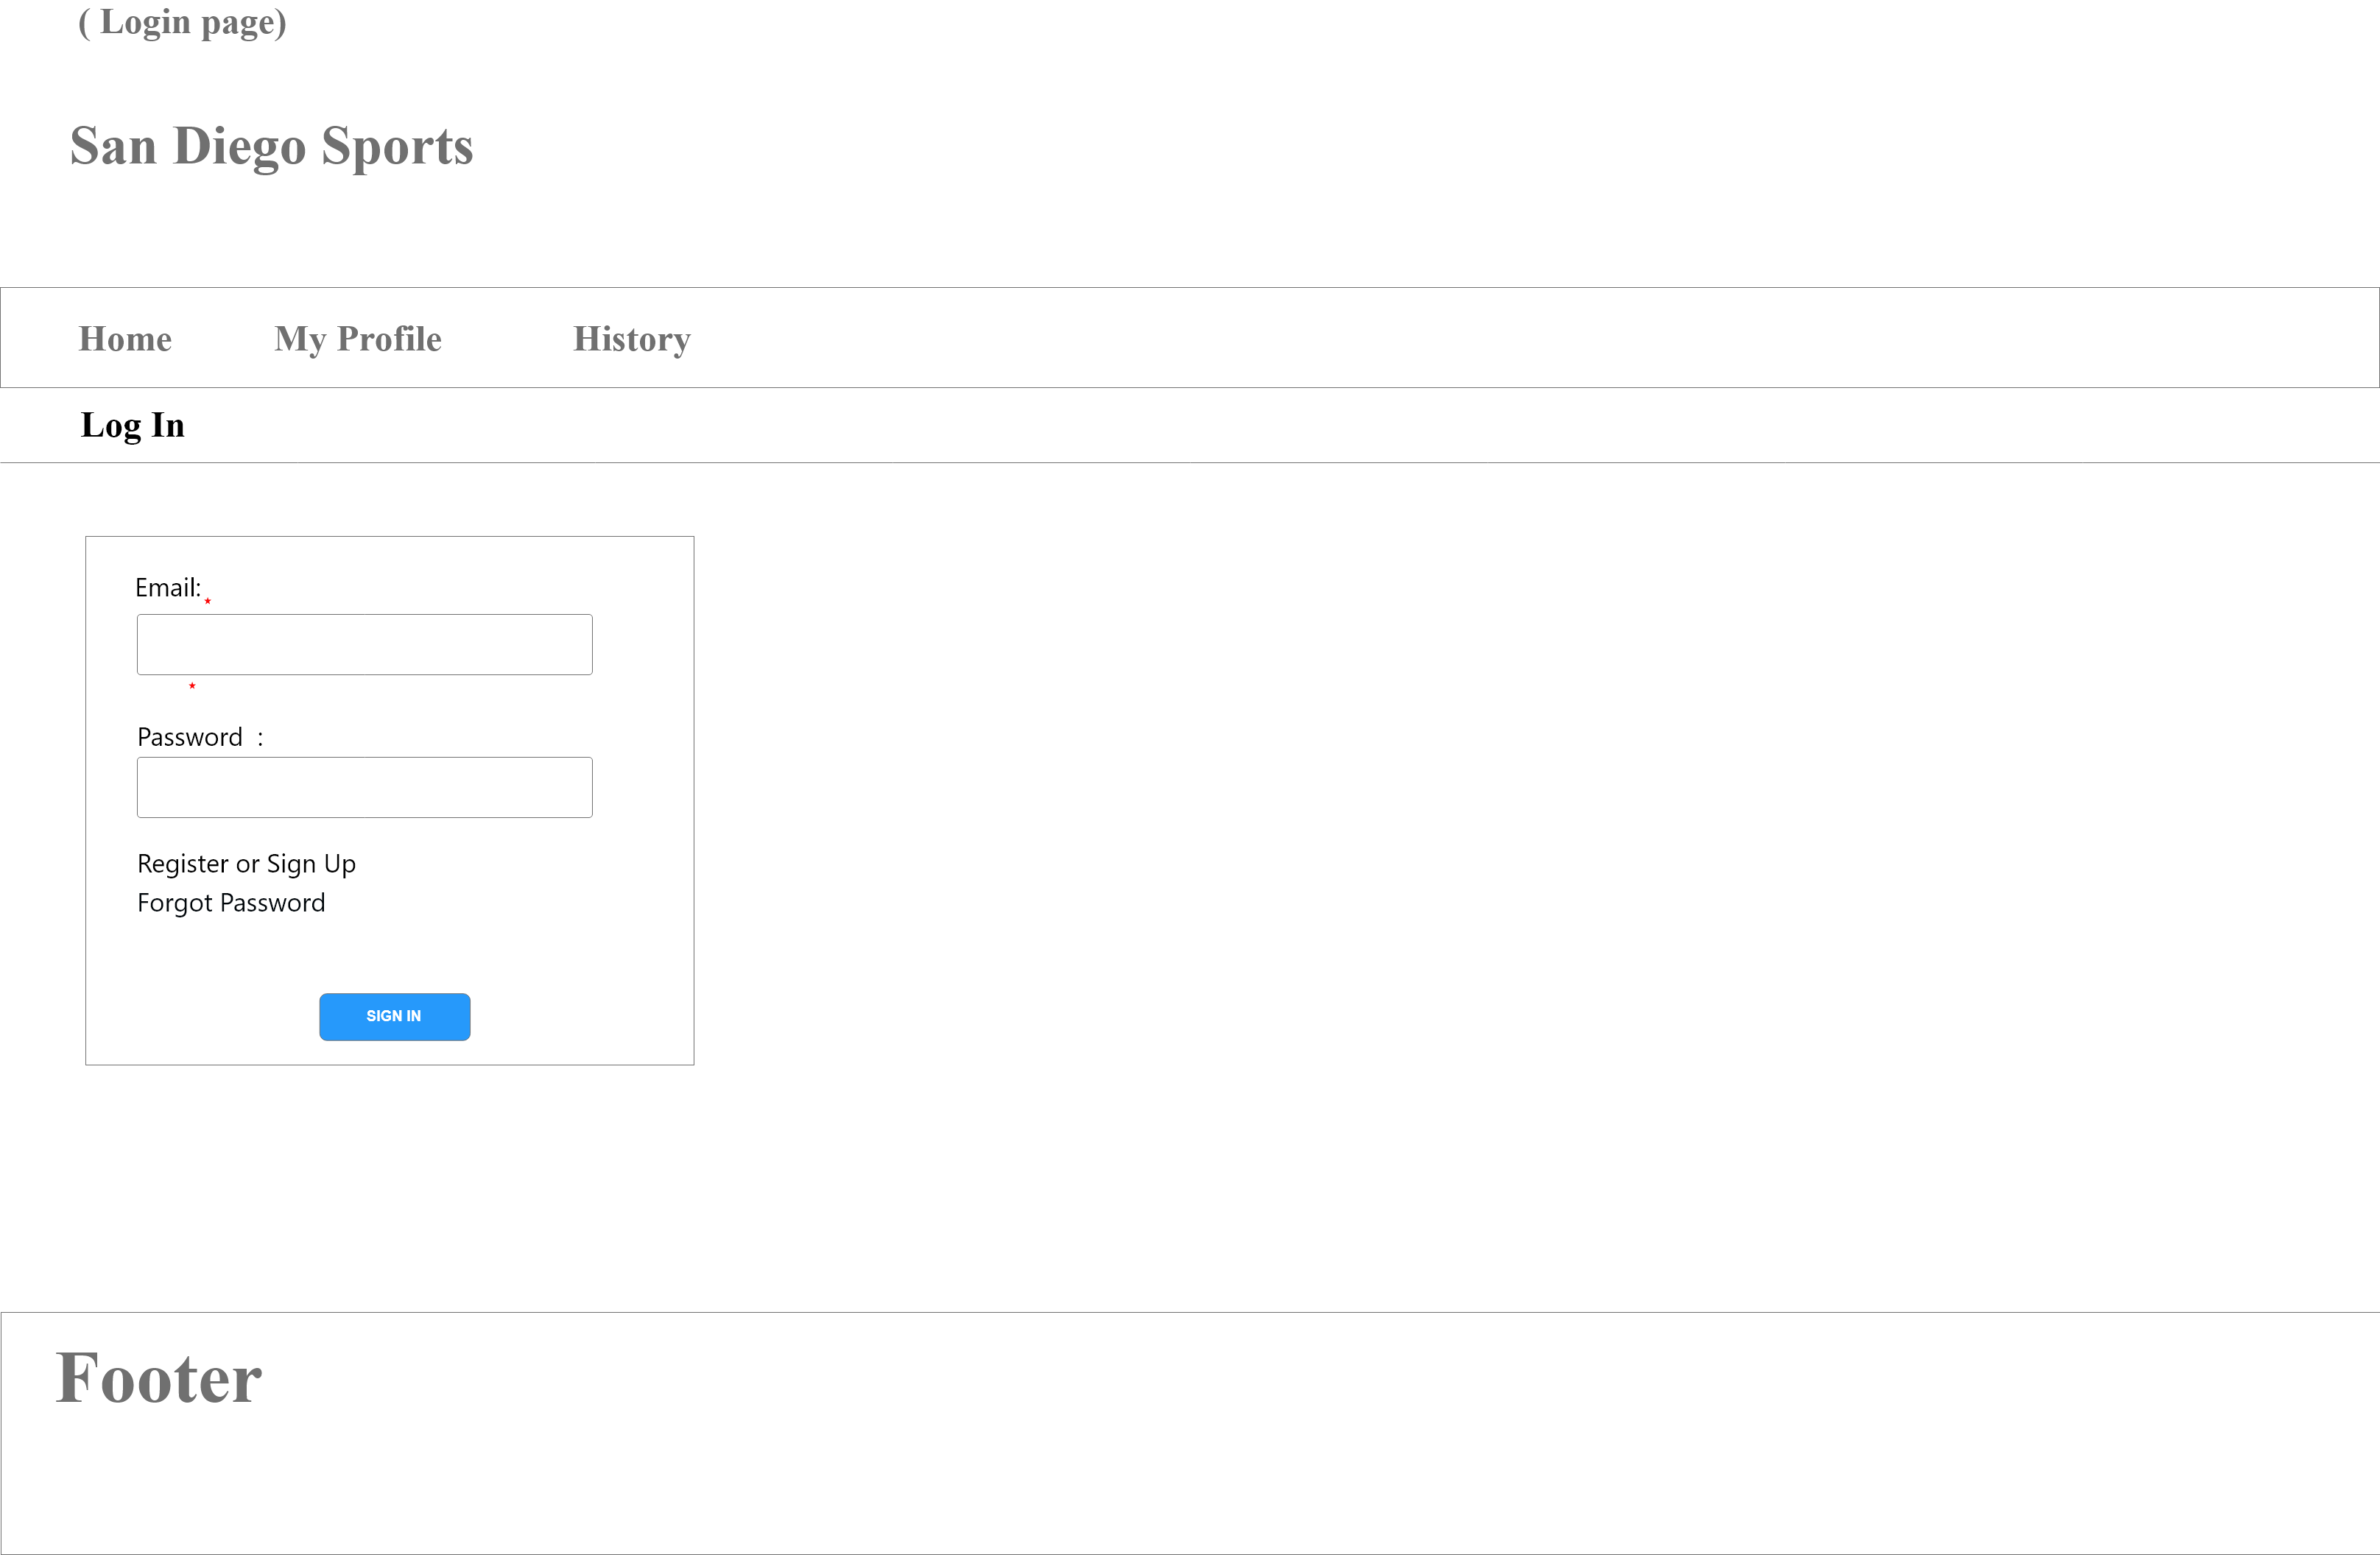 ( Login page)
San Diego Sports
Home My Profile History
Log In
Email:
Password :
Register or Sign Up
Forgot Password
SIGN IN
Footer